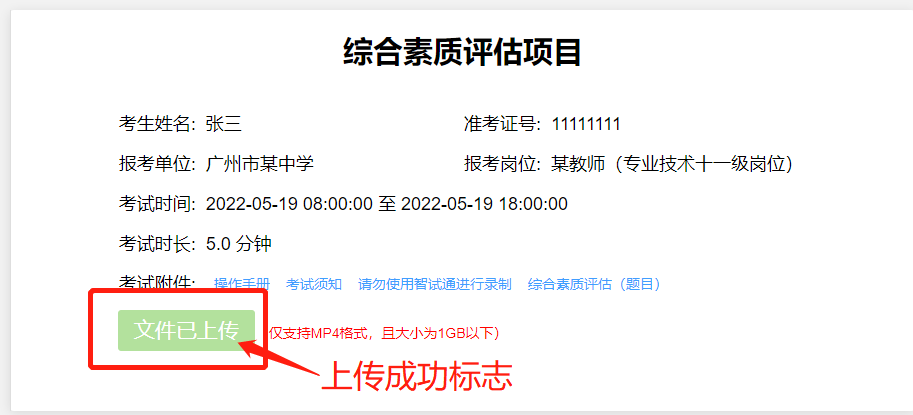 综合素质评估项目
考生姓名: 张三 准考证号: 11111111
报考单位: 广州市某中学 报考岗位: 某教师（专业技术十一级岗位）
考试时间: 2022-05-19 08:00:00 至 2022-05-19 18:00:00
考试时长: 5.0 分钟
考试附件: 操作手册 考试须知 请勿使用智试通进行录制 综合素质评估（题目）
文件已上传 仅支持MP4格式，且大小为1GB以下）
上传成功标志